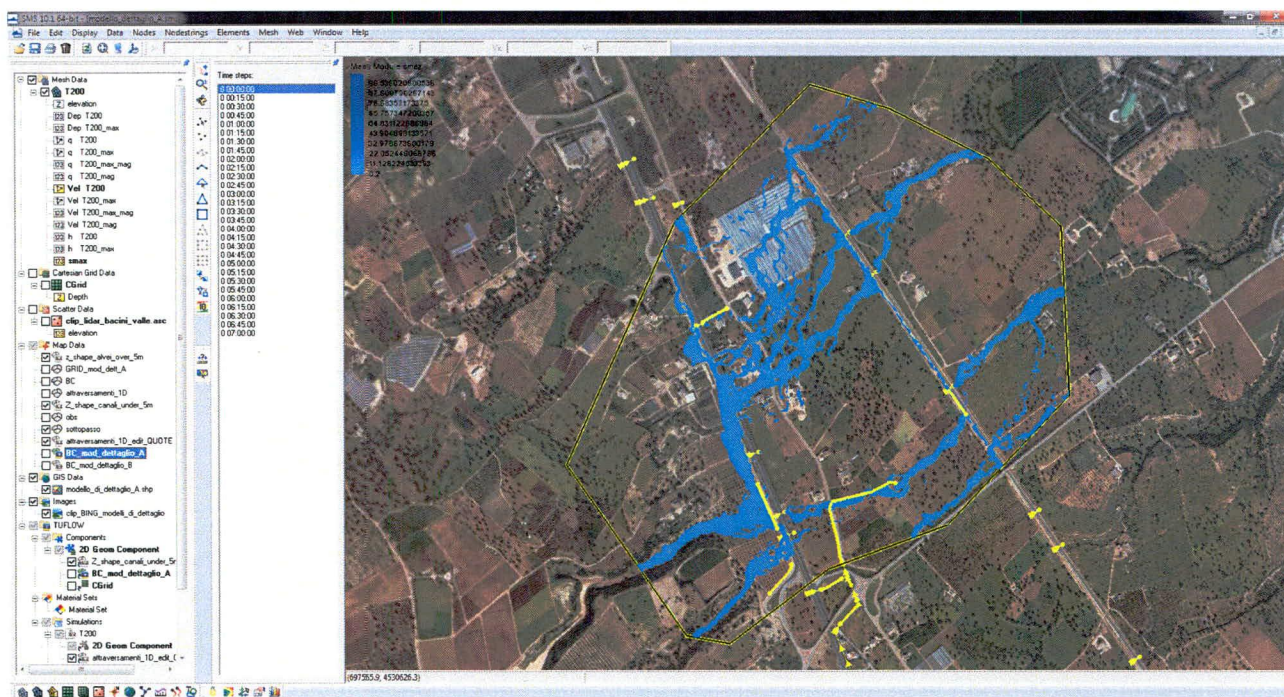 SMS 10.1 64-bit - [modello_dettaglio_A.sms]
File Edit Display Data Nodes Nodestrings Elements Mesh Web Window Help
Mesh Data
T200
elevation
Dep T200
Dep T200_max
q T200
q T200_max
q T200_max_mag
q T200_mag
Vel T200
Vel T200_max
Vel T200_max_mag
Vel T200_mag
h T200
h T200_max
smax
Cartesian Grid Data
CGrid
Depth
Scatter Data
clip_lidar_bacini_valle.asc
elevation
Map Data
z_shape_alvei_over_5m
GRID_mod_dett_A
BC
attraversamenti_1D
Z_shape_canali_under_5m
obs
sottopasso
attraversamenti_1D_edit_QUOTE
BC_mod_dettaglio_A
BC_mod_dettaglio_B
GIS Data
modello_di_dettaglio_A.shp
Images
clip_BING_modelli_di_dettaglio
TUFLOW
Components
2D Geom Component
Z_shape_canali_under_5r
BC_mod_dettaglio_A
CGrid
Material Sets
Material Set
Simulations
T200
2D Geom Component
attraversamenti_1D_edit_(
Time steps:
0 00:00:00
0 00:15:00
0 00:30:00
0 00:45:00
0 01:00:00
0 01:15:00
0 01:30:00
0 01:45:00
0 02:00:00
0 02:15:00
0 02:30:00
0 02:45:00
0 03:00:00
0 03:15:00
0 03:30:00
0 03:45:00
0 04:00:00
0 04:15:00
0 04:30:00
0 04:45:00
0 05:00:00
0 05:15:00
0 05:30:00
0 05:45:00
0 06:00:00
0 06:15:00
0 06:30:00
0 06:45:00
0 07:00:00
Mesh Module smax
(697565.9, 4530626.3)